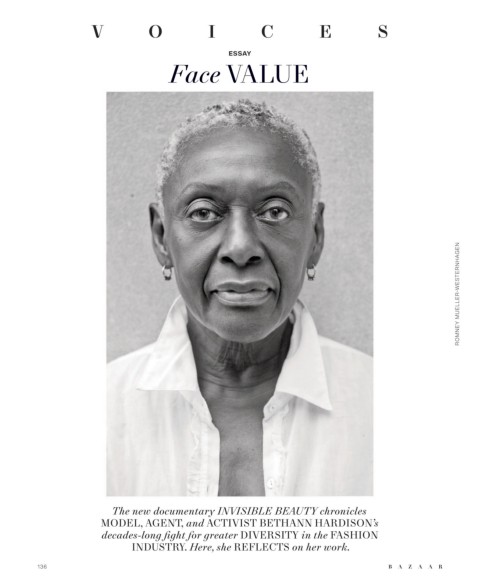 VOICES
ESSAY
Face VALUE
ROMNEY MUELLER-WESTERNHAGEN
The new documentary INVISIBLE BEAUTY chronicles
MODEL, AGENT, and ACTIVIST BETHANN HARDISON's
decades-long fight for greater DIVERSITY in the FASHION
INDUSTRY. Here, she REFLECTS on her work.
136
BAZAAR